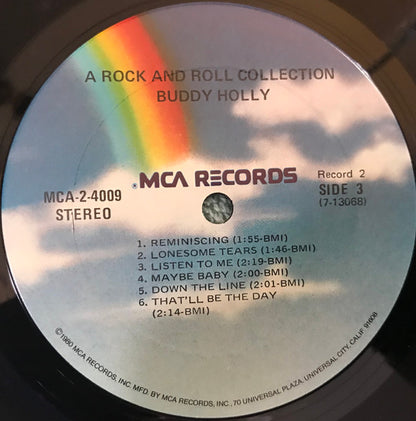 A ROCK AND ROLL COLLECTION
BUDDY HOLLY
MCA RECORDS
MCA-2-4009
STEREO
Record 2
SIDE 3
(7-13068)
1. REMINISCING (1:55-BMI)
2. LONESOME TEARS (1:46-BMI)
3. LISTEN TO ME (2:19-BMI)
4. MAYBE BABY (2:00-BMI)
5. DOWN THE LINE (2:01-BMI)
6. THAT'LL BE THE DAY
(2:14-BMI)
©1980 MCA RECORDS, INC. MFD. BY MCA RECORDS, INC., 70 UNIVERSAL PLAZA, UNIVERSAL CITY, CALIF. 91608